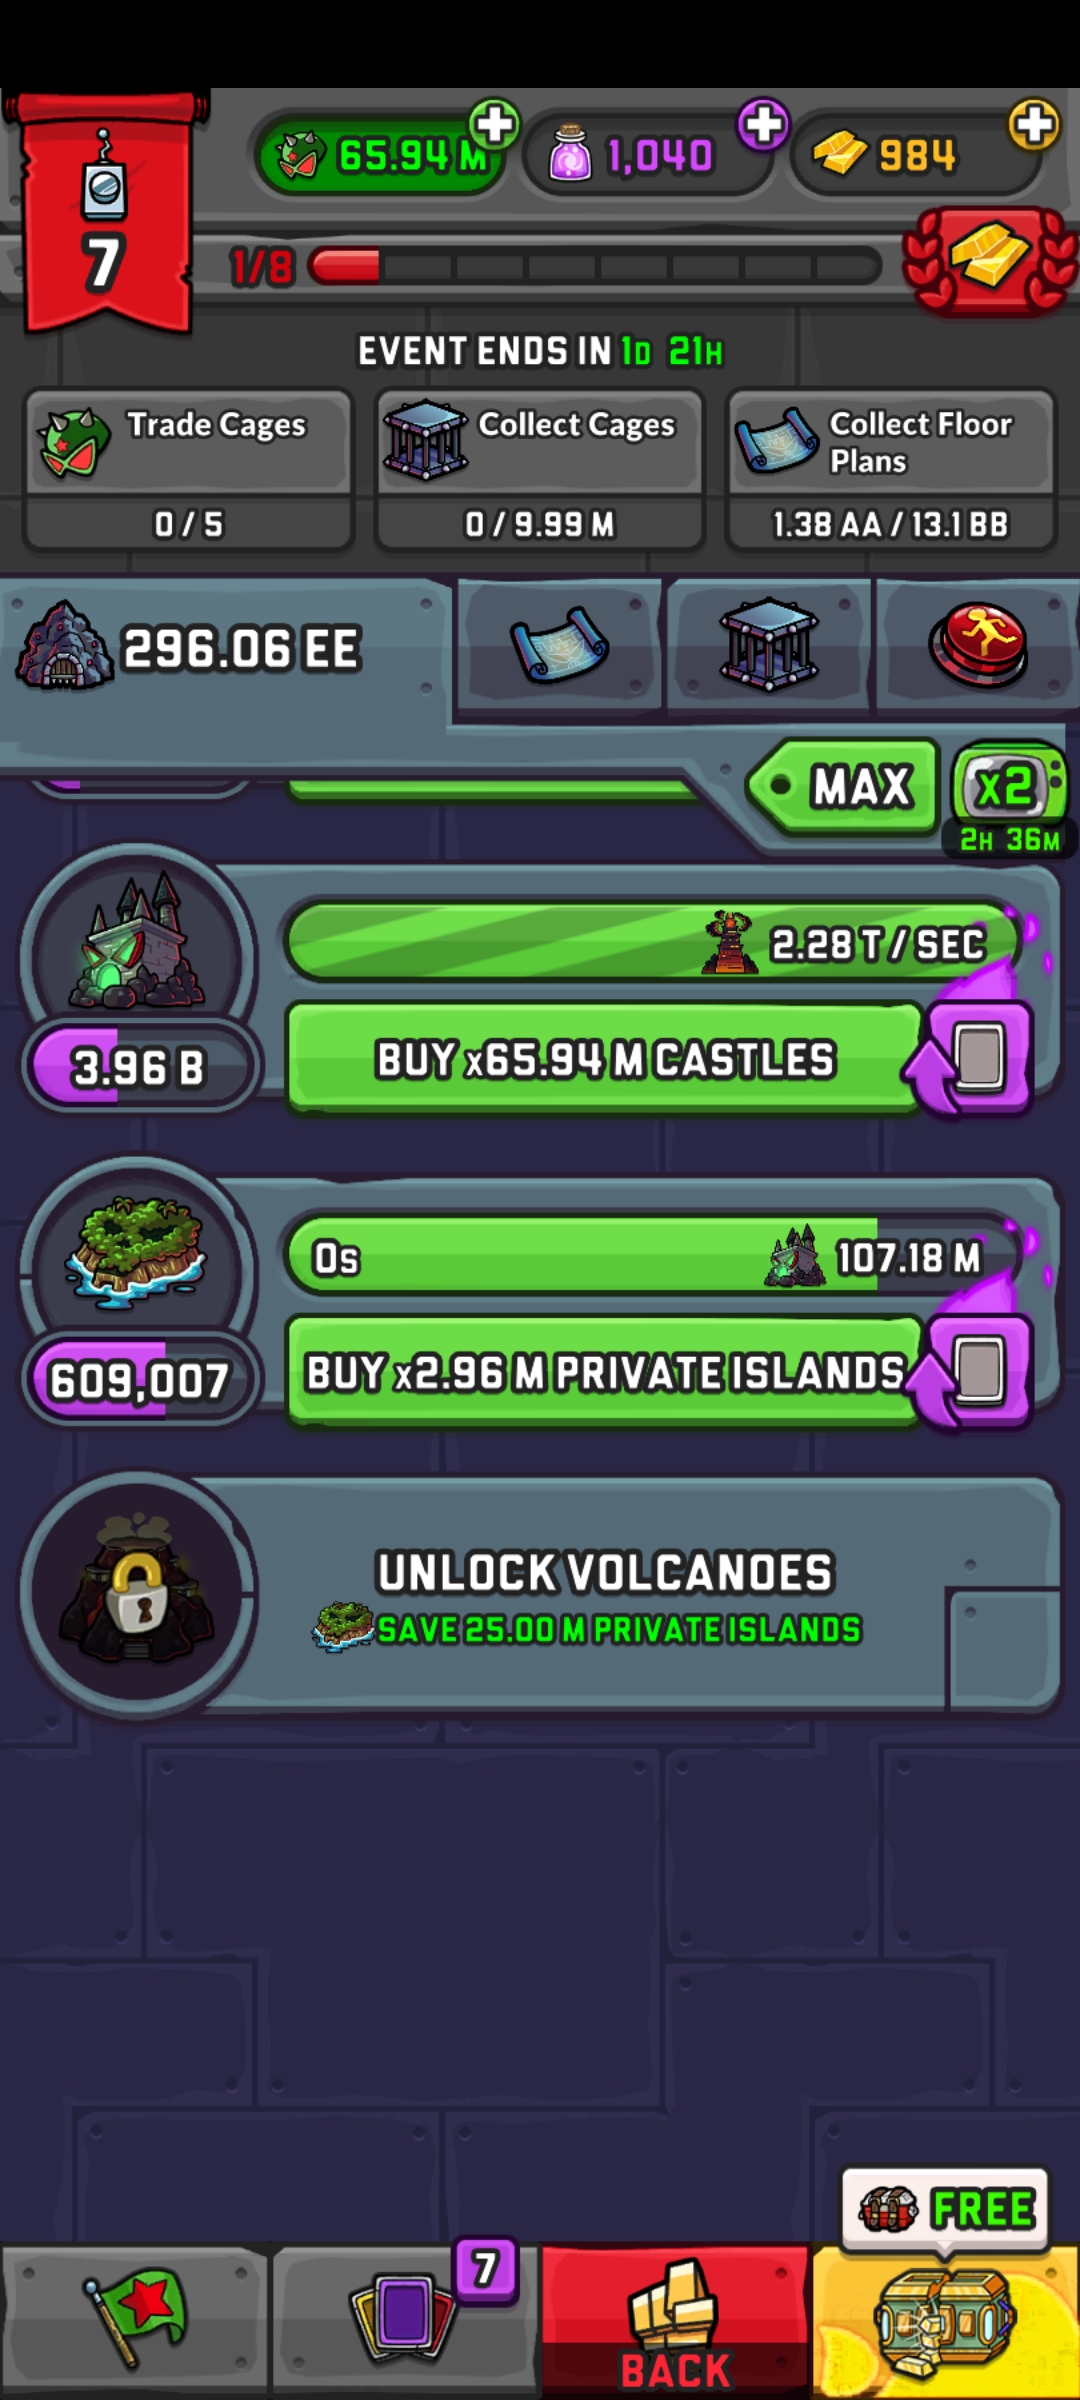 65.94 M
1,040
984
7
1/8
EVENT ENDS IN 1D 21H
Trade Cages
0 / 5
Collect Cages
0 / 9.99 M
Collect Floor
Plans
1.38 AA / 13.1 BB
296.06 EE
MAX
x2
2H 36M
2.28 T / SEC
3.96 B
BUY x65.94 M CASTLES
0s
107.18 M
609,007
BUY x2.96 M PRIVATE ISLANDS
UNLOCK VOLCANOES
SAVE 25.00 M PRIVATE ISLANDS
FREE
7
BACK